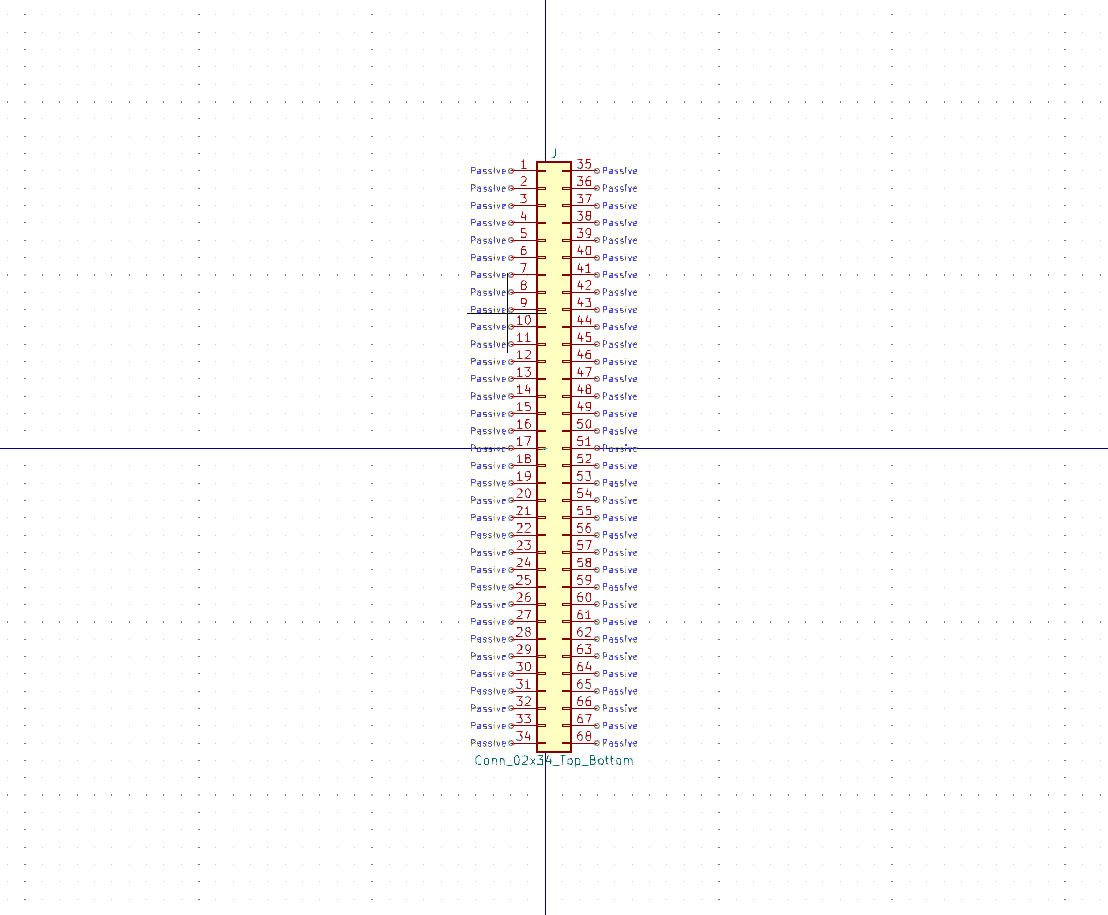 J
Passive 1 35 Passive
Passive 2 36 Passive
Passive 3 37 Passive
Passive 4 38 Passive
Passive 5 39 Passive
Passive 6 40 Passive
Passive 7 41 Passive
Passive 8 42 Passive
Passive 9 43 Passive
Passive 10 44 Passive
Passive 11 45 Passive
Passive 12 46 Passive
Passive 13 47 Passive
Passive 14 48 Passive
Passive 15 49 Passive
Passive 16 50 Passive
Passive 17 51 Passive
Passive 18 52 Passive
Passive 19 53 Passive
Passive 20 54 Passive
Passive 21 55 Passive
Passive 22 56 Passive
Passive 23 57 Passive
Passive 24 58 Passive
Passive 25 59 Passive
Passive 26 60 Passive
Passive 27 61 Passive
Passive 28 62 Passive
Passive 29 63 Passive
Passive 30 64 Passive
Passive 31 65 Passive
Passive 32 66 Passive
Passive 33 67 Passive
Passive 34 68 Passive
Conn_02x34_Top_Bottom